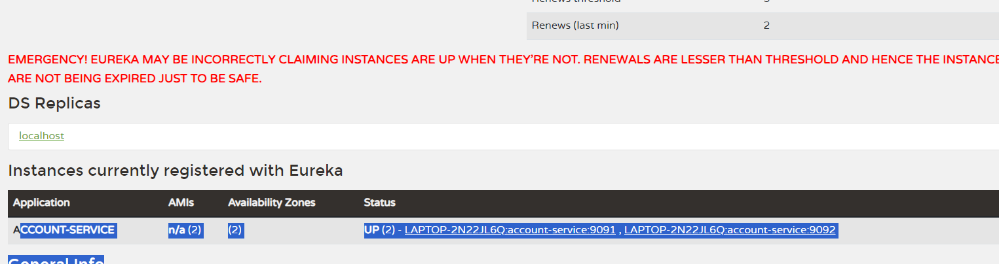 Renews threshold
Renews (last min) 2
EMERGENCY! EUREKA MAY BE INCORRECTLY CLAIMING INSTANCES ARE UP WHEN THEY'RE NOT. RENEWALS ARE LESSER THAN THRESHOLD AND HENCE THE INSTANCE
ARE NOT BEING EXPIRED JUST TO BE SAFE.
DS Replicas
localhost
Instances currently registered with Eureka
Application AMIs Availability Zones Status
ACCOUNT-SERVICE n/a (2) (2) UP (2) - LAPTOP-2N22JL6Q:account-service:9091 , LAPTOP-2N22JL6Q:account-service:9092
General Info